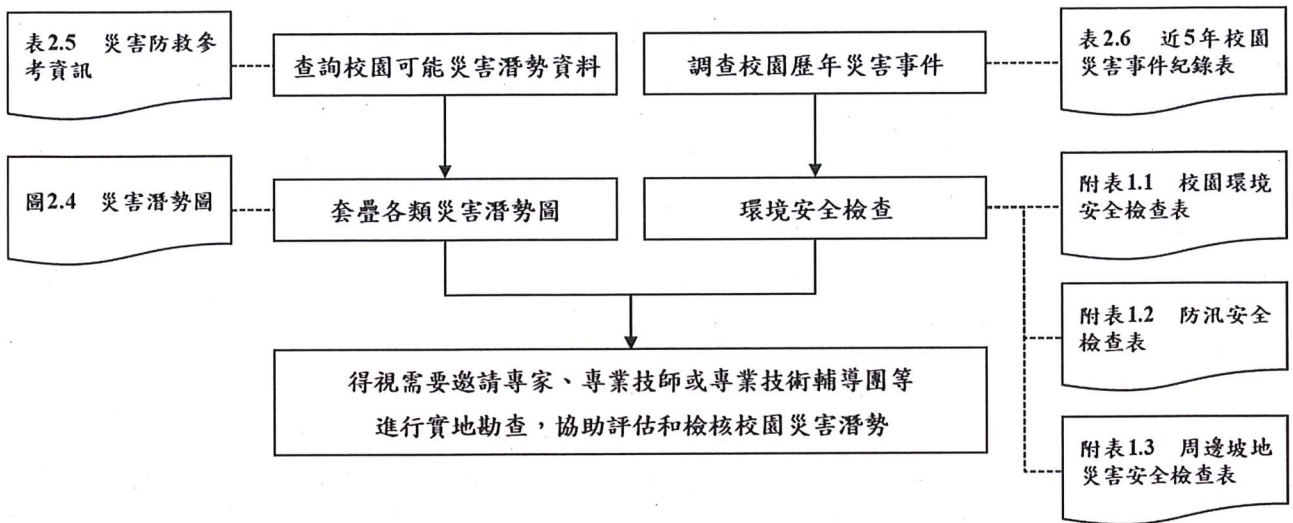 表2.5 災害防救參
考資訊
查詢校園可能災害潛勢資料
調查校園歷年災害事件
表2.6 近5年校園
災害事件紀錄表
圖2.4 災害潛勢圖
套疊各類災害潛勢圖
環境安全檢查
附表1.1 校園環境
安全檢查表
附表1.2 防汛安全
檢查表
得視需要邀請專家、專業技師或專業技術輔導團等
進行實地勘查，協助評估和檢核校園災害潛勢
附表1.3 周邊坡地
災害安全檢查表